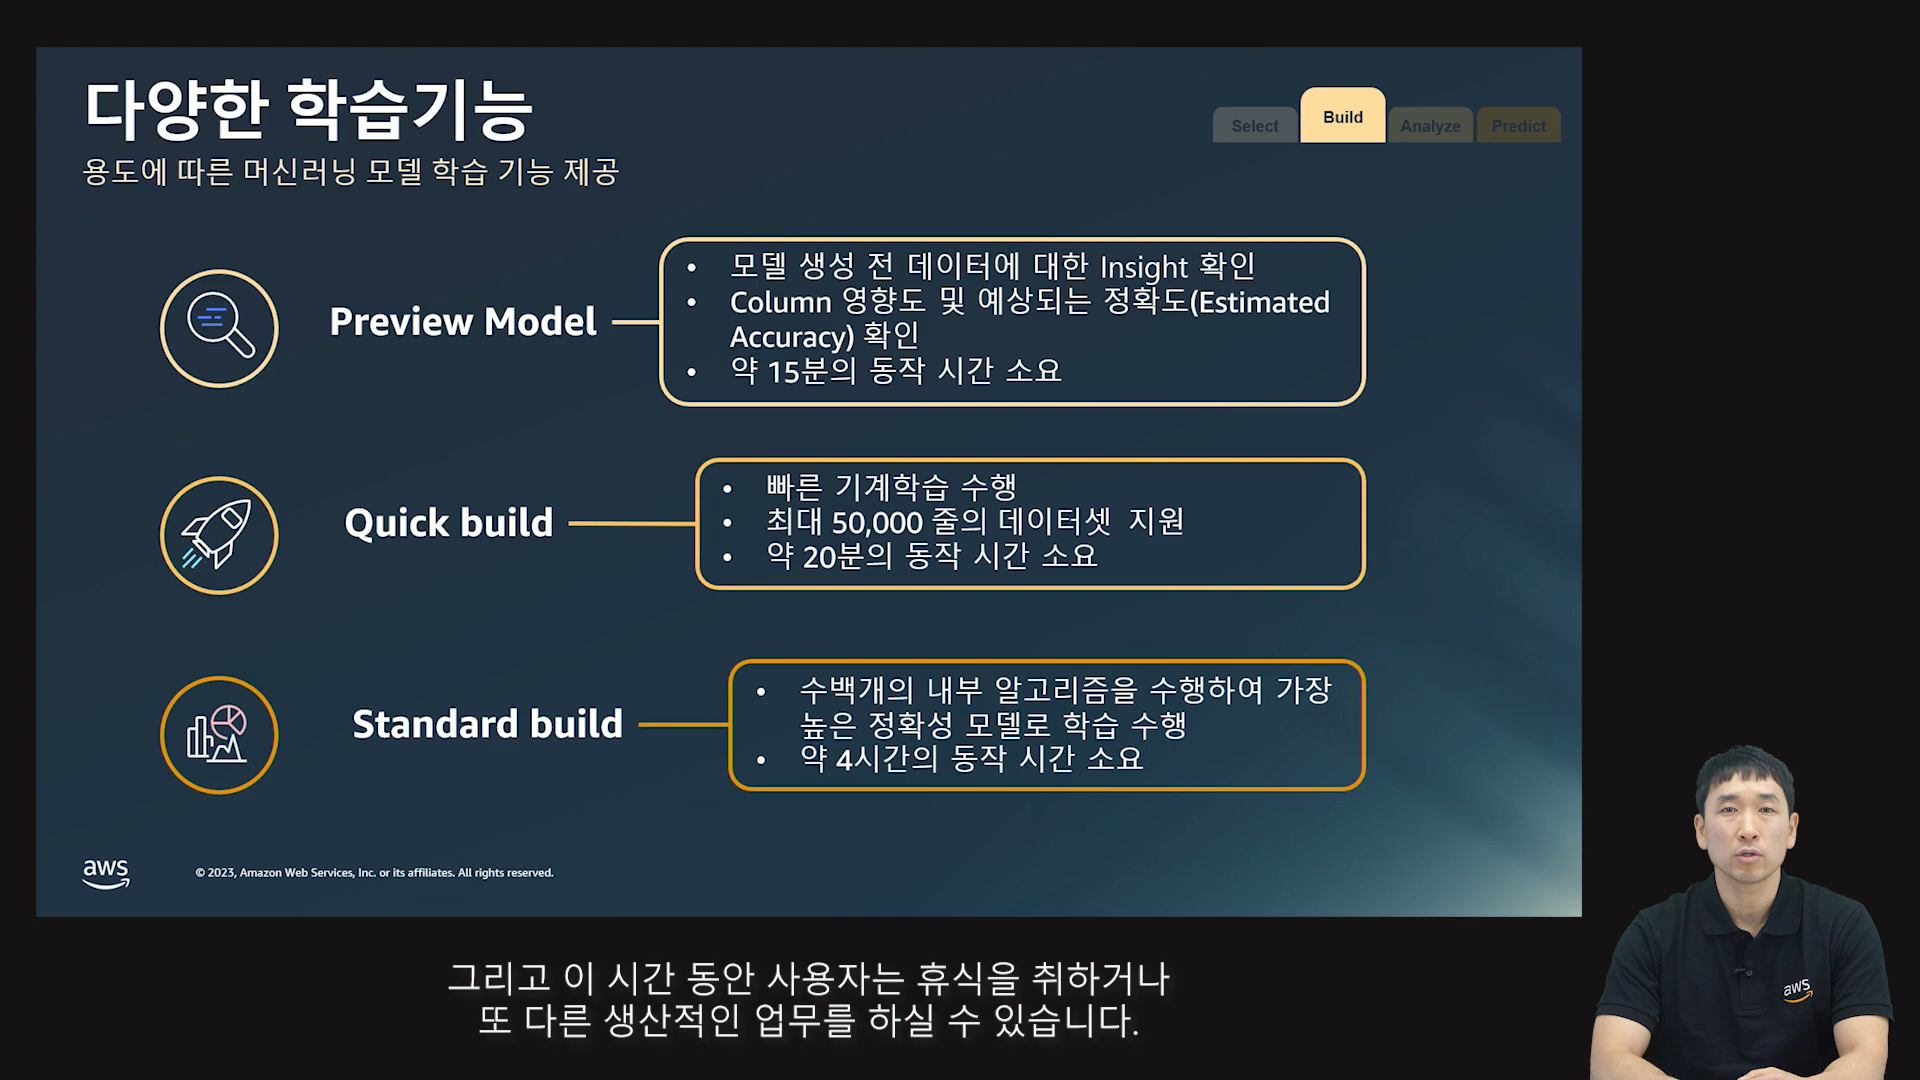 다양한 학습기능
용도에 따른 머신러닝 모델 학습 기능 제공
Select
Build
Analyze
Predict
Preview Model
• 모델 생성 전 데이터에 대한 Insight 확인
• Column 영향도 및 예상되는 정확도(Estimated
Accuracy) 확인
• 약 15분의 동작 시간 소요
Quick build
• 빠른 기계학습 수행
• 최대 50,000 줄의 데이터셋 지원
• 약 20분의 동작 시간 소요
Standard build
• 수백개의 내부 알고리즘을 수행하여 가장
높은 정확성 모델로 학습 수행
• 약 4시간의 동작 시간 소요
aws
© 2023, Amazon Web Services, Inc. or its affiliates. All rights reserved.
aws
그리고 이 시간 동안 사용자는 휴식을 취하거나
또 다른 생산적인 업무를 하실 수 있습니다.